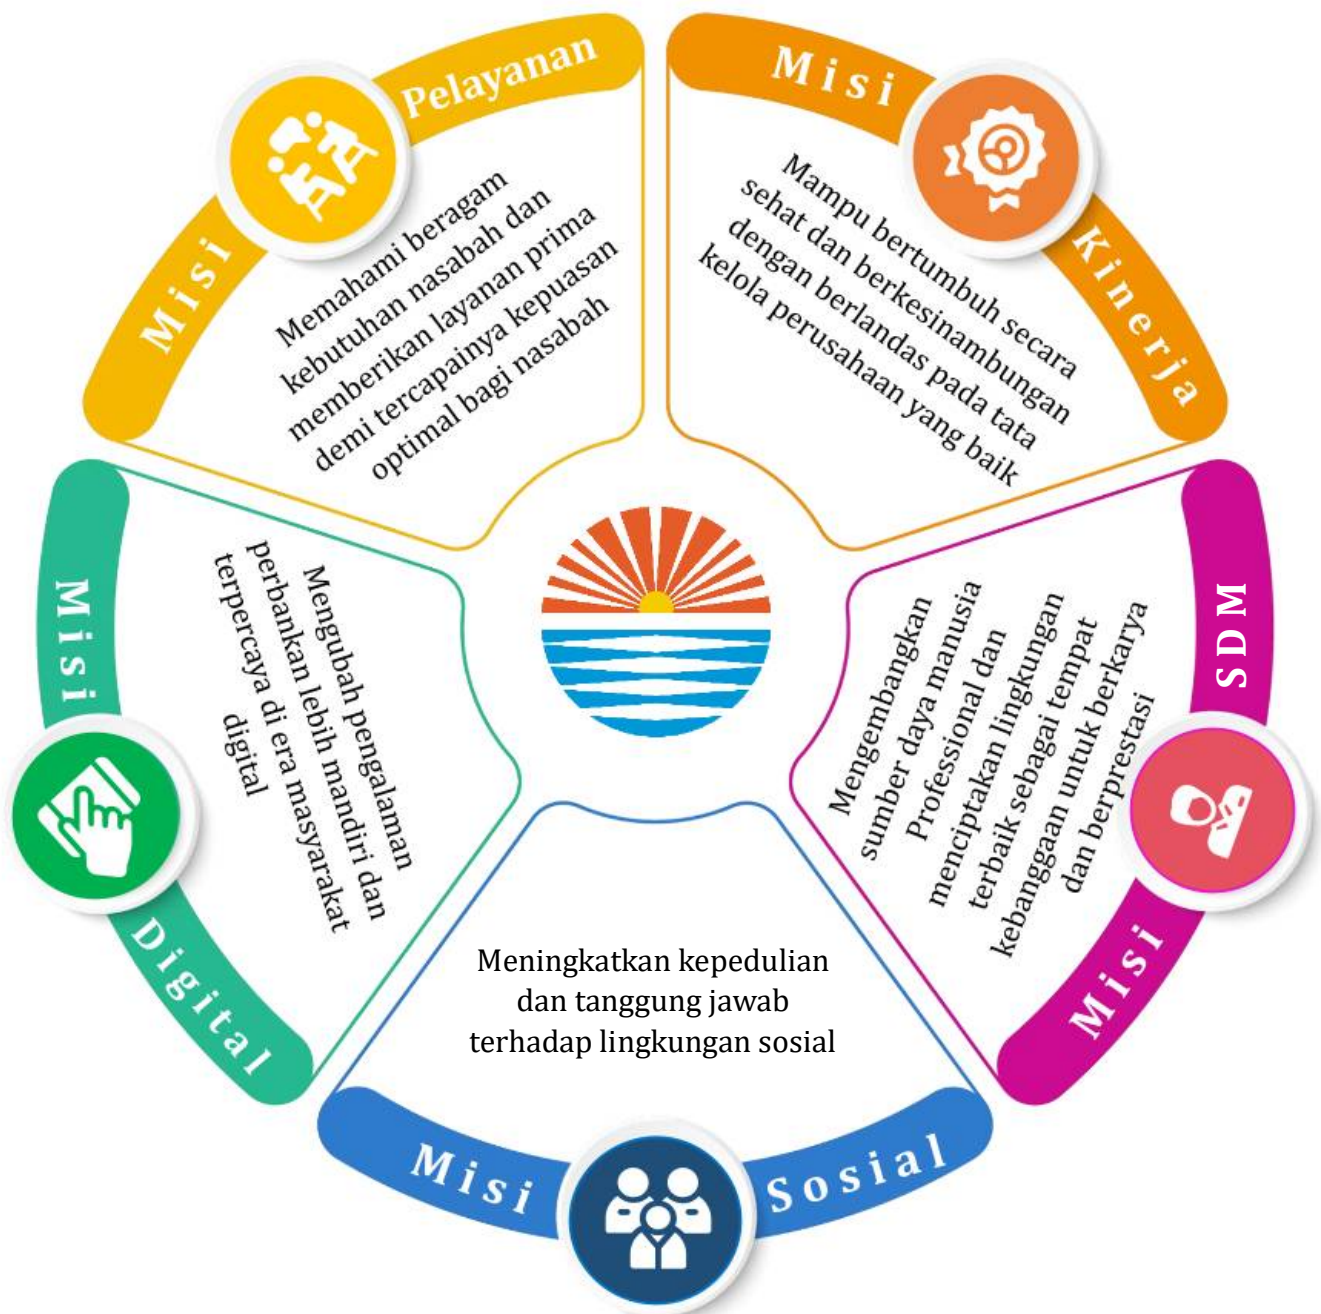 Misi Pelayanan
Memahami beragam
kebutuhan nasabah dan
memberikan layanan prima
demi tercapainya kepuasan
optimal bagi nasabah
Misi Kinerja
Mampu bertumbuh secara
sehat dan berkesinambungan
dengan berlandas pada tata
kelola perusahaan yang baik
Misi SDM
Mengembangkan
sumber daya manusia
Professional dan
menciptakan lingkungan
terbaik sebagai tempat
kebanggaan untuk berkarya
dan berprestasi
Misi Sosial
Meningkatkan kepedulian
dan tanggung jawab
terhadap lingkungan sosial
Misi Digital
Mengubah pengalaman
perbankan lebih mandiri dan
terpercaya di era masyarakat
digital